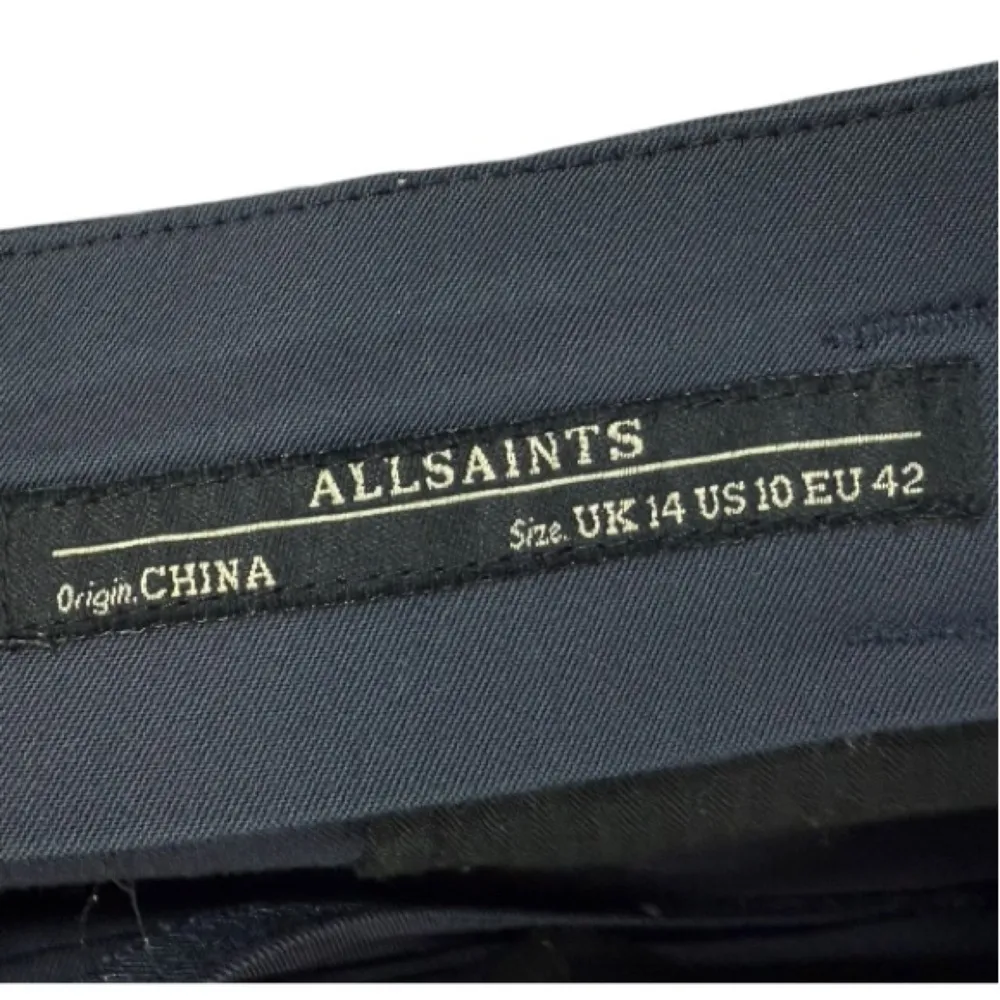 ALLSAINTS
Origin. CHINA
Size. UK 14 US 10 EU 42